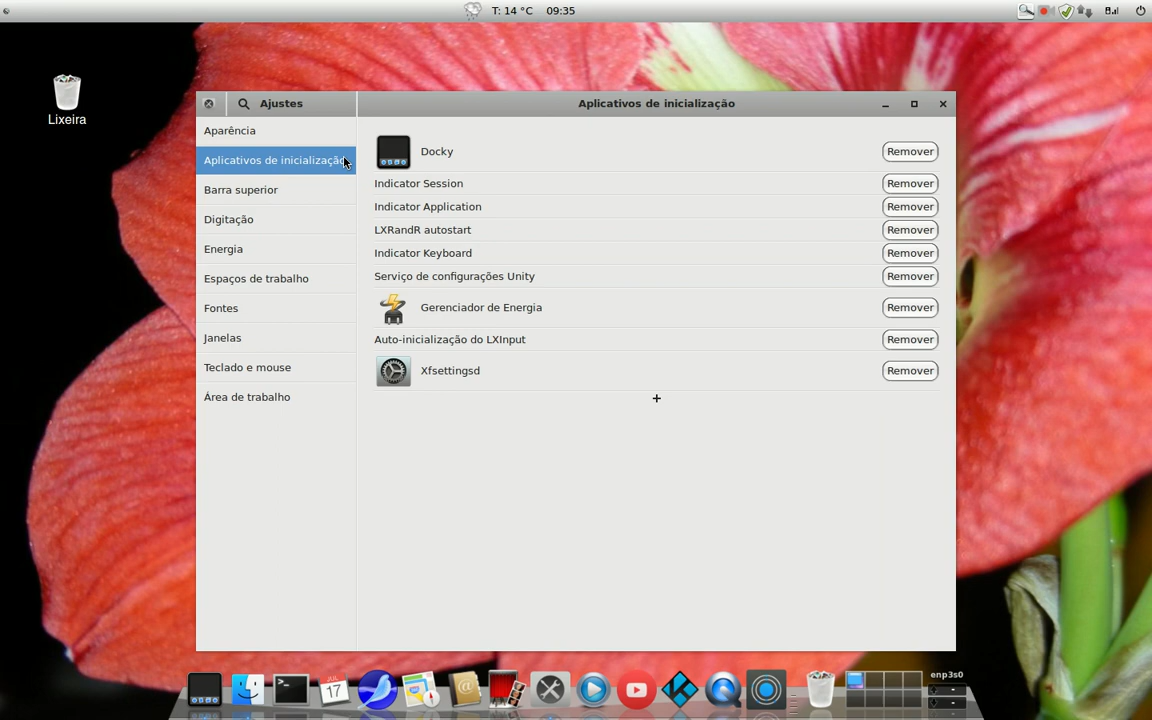 T: 14 °C 09:35
Lixeira
Ajustes
Aplicativos de inicialização
Aparência
Aplicativos de inicialização
Barra superior
Digitação
Energia
Espaços de trabalho
Fontes
Janelas
Teclado e mouse
Área de trabalho
Docky Remover
Indicator Session Remover
Indicator Application Remover
LXRandR autostart Remover
Indicator Keyboard Remover
Serviço de configurações Unity Remover
Gerenciador de Energia Remover
Auto-inicialização do LXInput Remover
Xfsettingsd Remover
+
>_
JUL
17
enp3s0
-
-